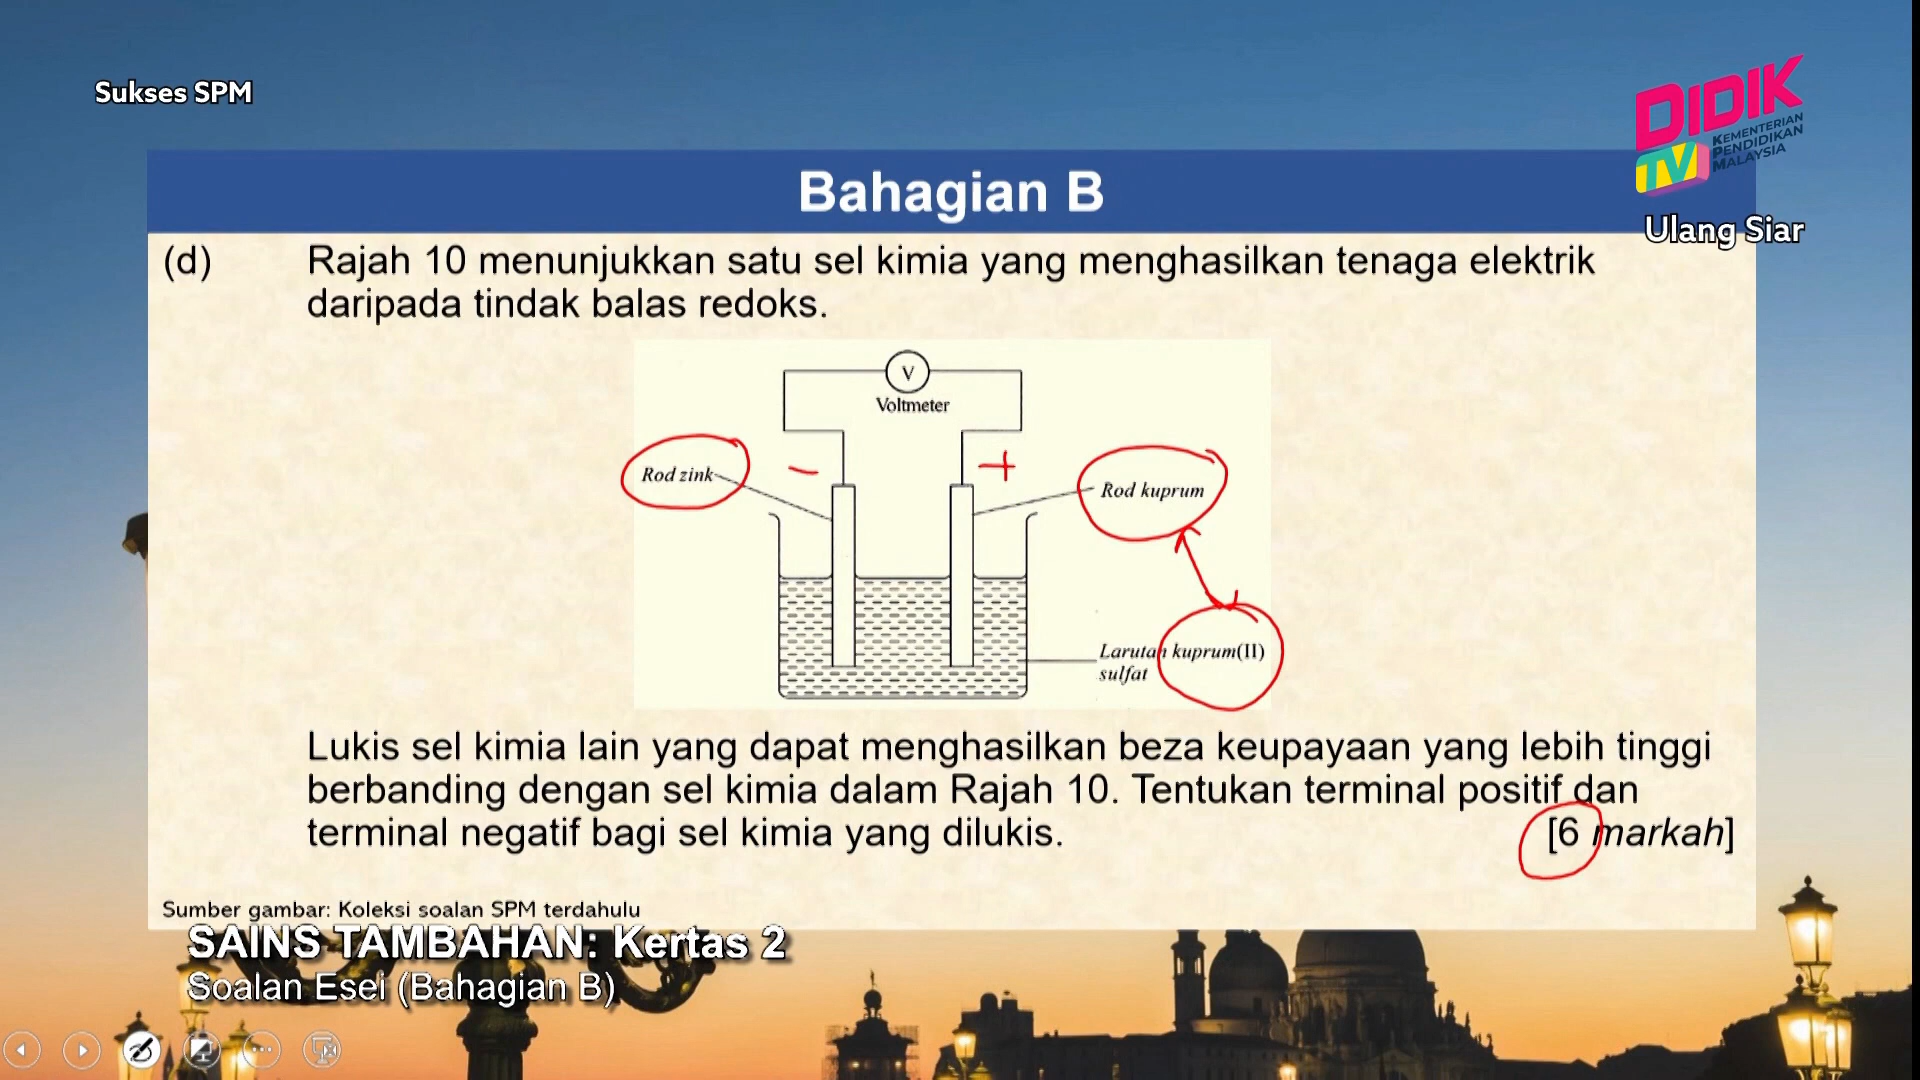 Sukses SPM
DIDIK
TV
KEMENTERIAN
PENDIDIKAN
MALAYSIA
Ulang Siar
Bahagian B
(d) Rajah 10 menunjukkan satu sel kimia yang menghasilkan tenaga elektrik
daripada tindak balas redoks.
V
Voltmeter
Rod zink
−
+
Rod kuprum
Larutan kuprum(II)
sulfat
Lukis sel kimia lain yang dapat menghasilkan beza keupayaan yang lebih tinggi
berbanding dengan sel kimia dalam Rajah 10. Tentukan terminal positif dan
terminal negatif bagi sel kimia yang dilukis. [6 markah]
Sumber gambar: Koleksi soalan SPM terdahulu
SAINS TAMBAHAN: Kertas 2
Soalan Esei (Bahagian B)